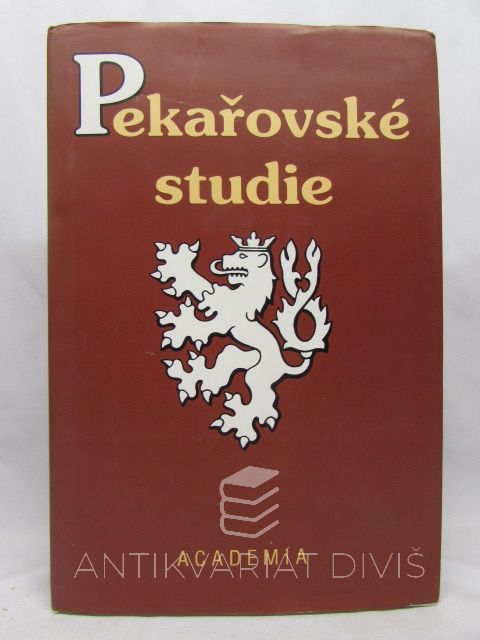 Pekařovské
studie
ACADEMIA
ANTIKVARIÁT DIVIŠ